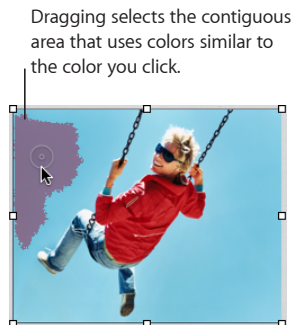 Dragging selects the contiguous
area that uses colors similar to
the color you click.